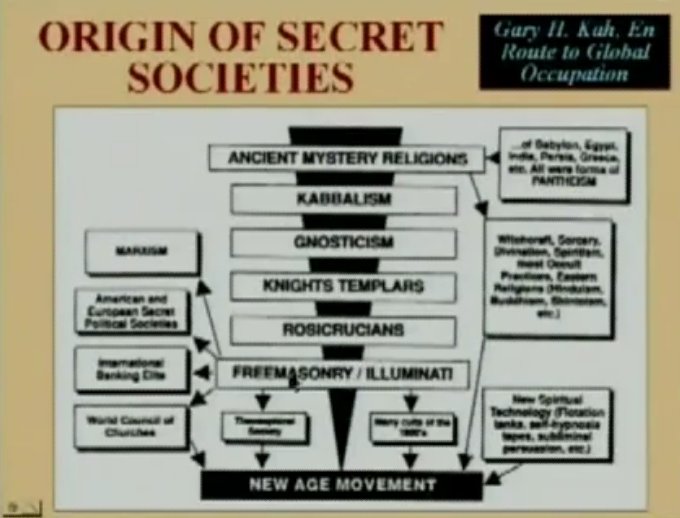 ORIGIN OF SECRET
SOCIETIES
Gary H. Kah, En
Route to Global
Occupation
ANCIENT MYSTERY RELIGIONS
...of Babylon, Egypt,
India, Persia, Greece,
etc. All were forms of
PANTHEISM
KABBALISM
GNOSTICISM
KNIGHTS TEMPLARS
ROSICRUCIANS
FREEMASONRY / ILLUMINATI
Witchcraft, Sorcery,
Divination, Spiritism,
most Occult
Practices, Eastern
Religions (Hinduism,
Buddhism, Shintoism,
etc.)
MARXISM
American and
European Secret
Political Societies
International
Banking Elite
World Council of
Churches
Theosophical
Society
Many cults of the
1800's
New Spiritual
Technology (Flotation
tanks, self-hypnosis
tapes, subliminal
persuasion, etc.)
NEW AGE MOVEMENT